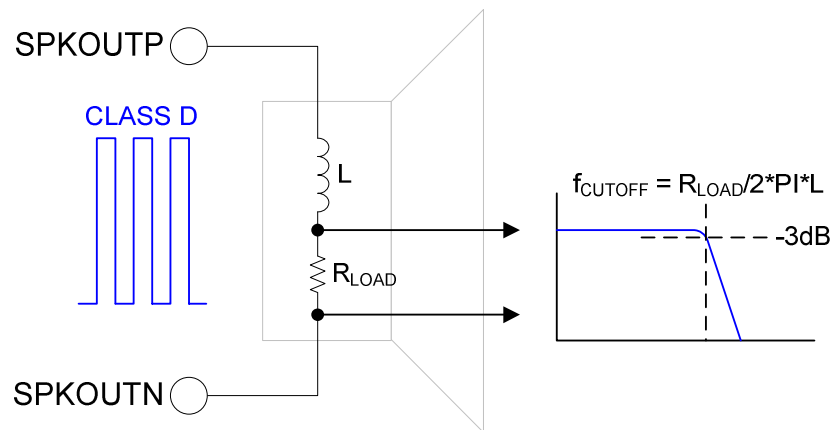 SPKOUTP
CLASS D
L
fCUTOFF = RLOAD/2*PI*L
-3dB
RLOAD
SPKOUTN